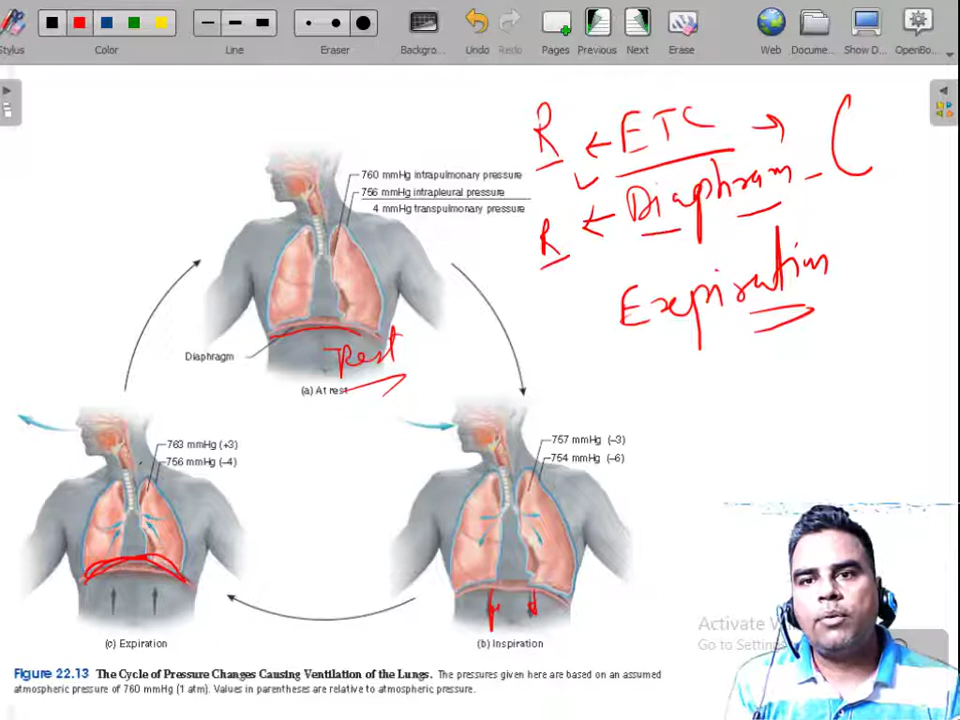 Stylus
Color
Line
Eraser
Backgro...
Undo
Redo
Pages
Previous
Next
Erase
Web
Docume...
Show D...
OpenBo...
R ← ETC → (
R ← Diaphram -
Expiration
760 mmHg intrapulmonary pressure
756 mmHg intrapleural pressure
4 mmHg transpulmonary pressure
Diaphragm
Rest
(a) At rest
763 mmHg (+3)
756 mmHg (–4)
757 mmHg (–3)
754 mmHg (–6)
(c) Expiration
(b) Inspiration
Activate W
Go to Setting
Figure 22.13 The Cycle of Pressure Changes Causing Ventilation of the Lungs. The pressures given here are based on an assumed
atmospheric pressure of 760 mmHg (1 atm). Values in parentheses are relative to atmospheric pressure.